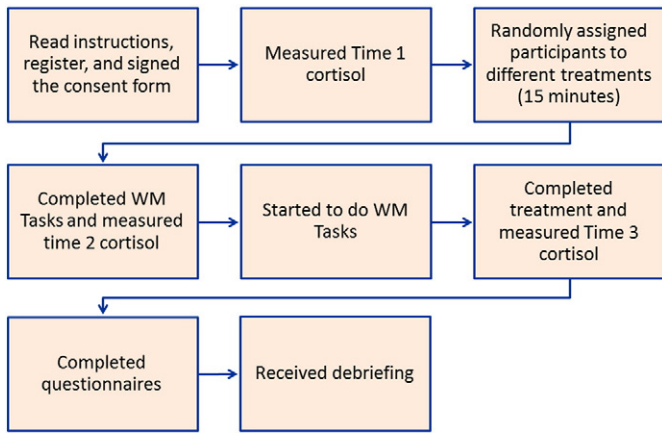 Read instructions,
register, and signed
the consent form
Measured Time 1
cortisol
Randomly assigned
participants to
different treatments
(15 minutes)
Completed WM
Tasks and measured
time 2 cortisol
Started to do WM
Tasks
Completed
treatment and
measured Time 3
cortisol
Completed
questionnaires
Received debriefing